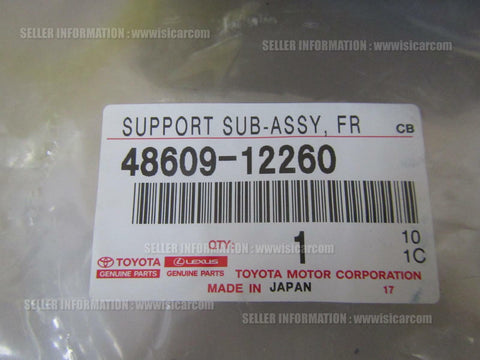 SELLER INFORMATION : wwwisicarcom
SELLER INFORMATION : wwwisicarcom
SUPPORT SUB-ASSY, FR CB
48609-12260
SELLER INFORMATION : wwwisicarcom
QTY: 1 10
1C
TOYOTA LEXUS
GENUINE PARTS GENUINE PARTS TOYOTA MOTOR CORPORATION
MADE IN JAPAN 17
SELLER INFORMATION : wwwisicarcom
SELLER INFORMATION : wwwisicarcom